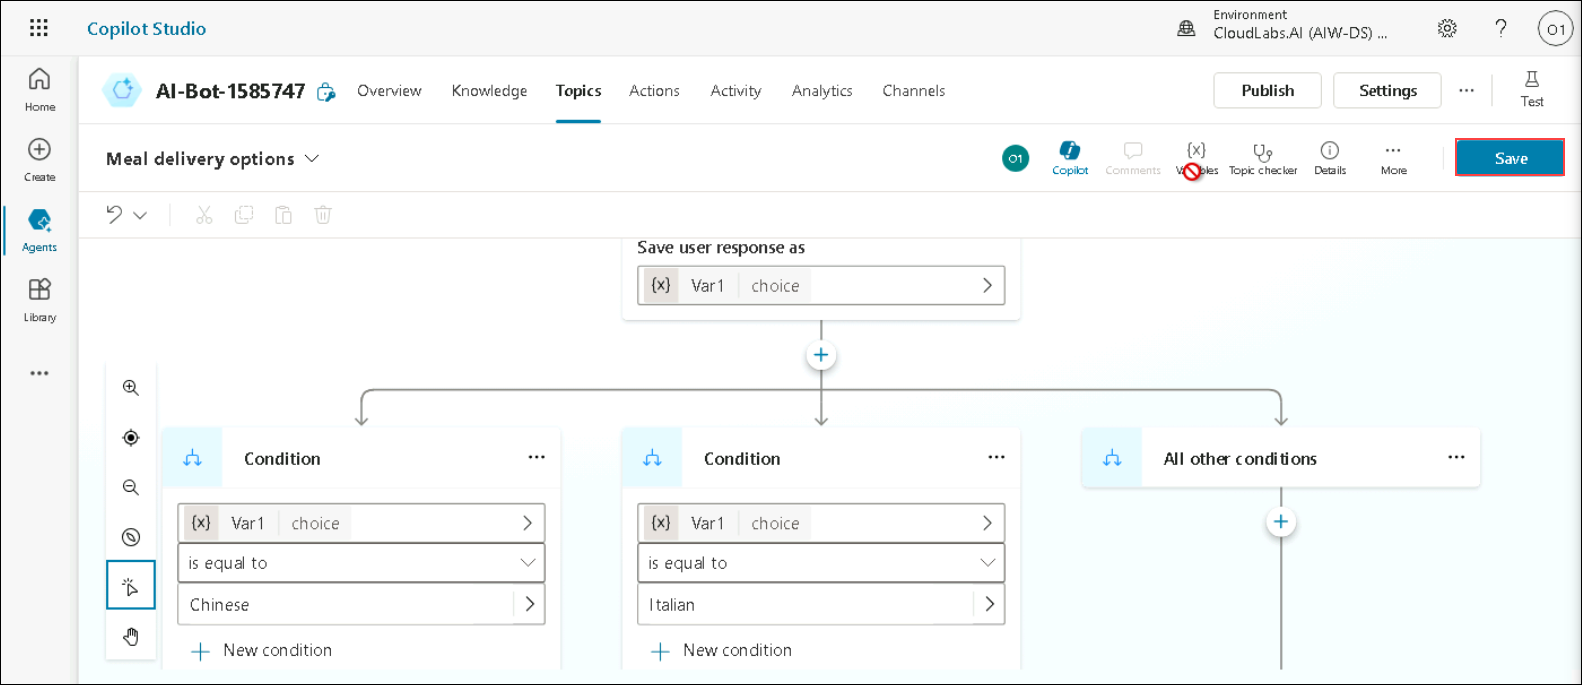 Copilot Studio
Environment
CloudLabs.AI (AIW-DS) ...
?
O1
Home
Create
Agents
Library
AI-Bot-1585747
Overview
Knowledge
Topics
Actions
Activity
Analytics
Channels
Publish
Settings
Test
Meal delivery options
O1
Copilot
Comments
{x}
Topic checker
Details
More
Save
Save user response as
{x} Var1 choice
Condition
Condition
All other conditions
{x} Var1 choice
{x} Var1 choice
is equal to
is equal to
Chinese
Italian
New condition
New condition